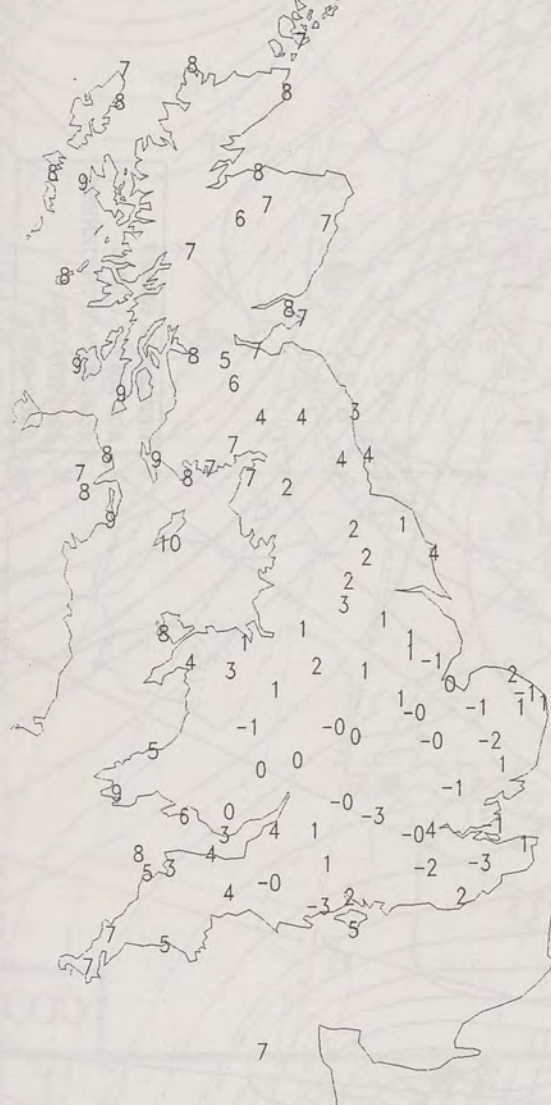 7
7 8
8 8
8 9 8
6 7 7
7
8
8
7
9 8 5 7
6
9
4 4 3
8 9 7 4 4
7 8 8 7 7
2
9
10 2 1
2 4
2
3
1
8 1 1 1
4 3 2 1 1 -1
1 0 2
1 -0 -1 -1 1
1
-1 -0 0 -0 -2
5 0 0 1
9 -0 -1
6 0 -3
3 4 1 -0 4 1
8 4 1
5 3 1 -2 -3
4 -0 -3 2 2
7 5 5
7
7